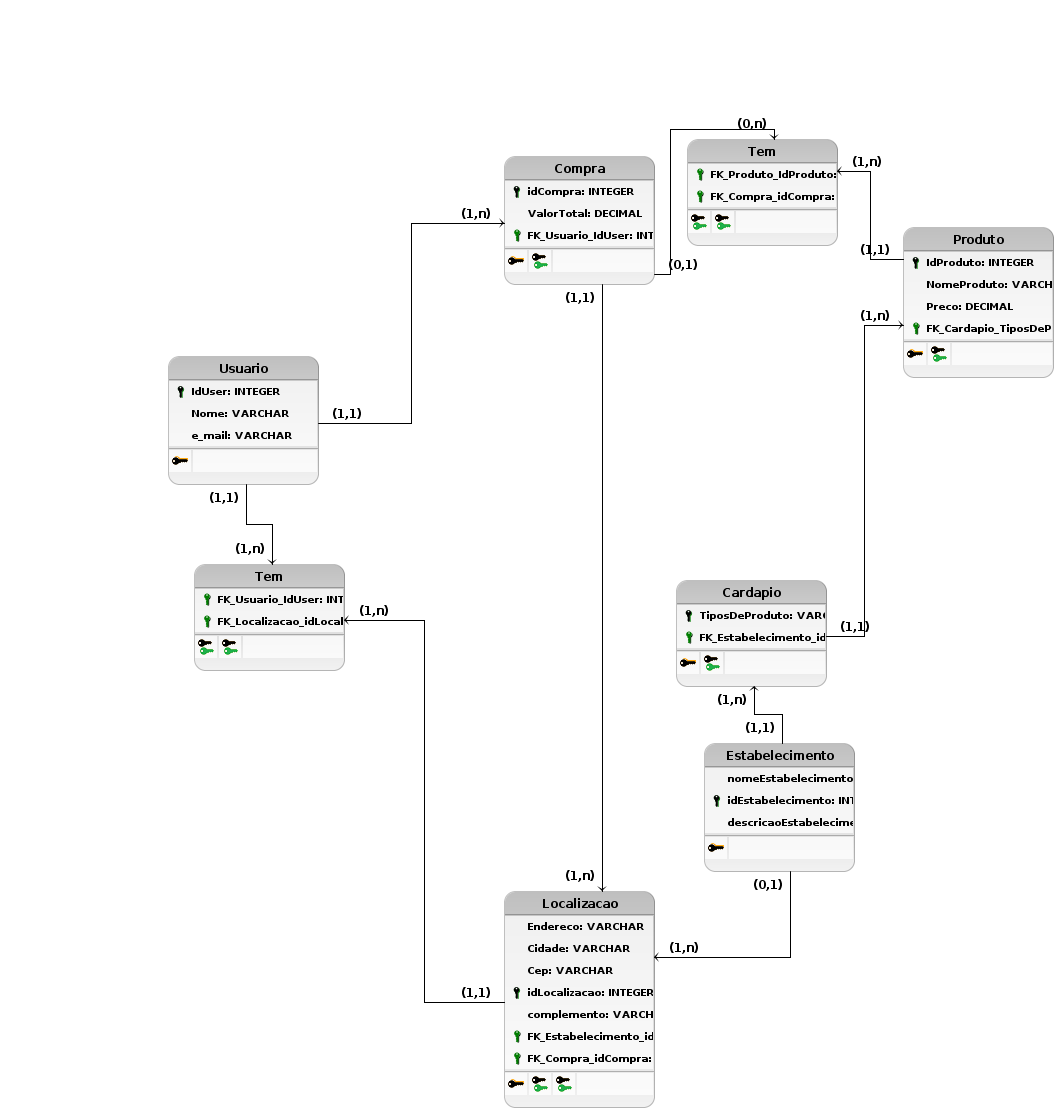 (0,n)
Tem
FK_Produto_IdProduto:
FK_Compra_idCompra:
(1,n)
Compra
idCompra: INTEGER
ValorTotal: DECIMAL
FK_Usuario_IdUser: INT
(1,n)
(0,1)
(1,1)
(1,1)
Produto
IdProduto: INTEGER
NomeProduto: VARCH
Preco: DECIMAL
FK_Cardapio_TiposDeP
(1,n)
Usuario
IdUser: INTEGER
Nome: VARCHAR
e_mail: VARCHAR
(1,1)
(1,1)
(1,n)
Tem
FK_Usuario_IdUser: INT
FK_Localizacao_idLocal
(1,n)
Cardapio
TiposDeProduto: VARC
FK_Estabelecimento_id
(1,1)
(1,n)
(1,1)
Estabelecimento
nomeEstabelecimento
idEstabelecimento: INT
descricaoEstabelecime
(0,1)
(1,n)
(1,n)
Localizacao
Endereco: VARCHAR
Cidade: VARCHAR
Cep: VARCHAR
idLocalizacao: INTEGER
complemento: VARCH
FK_Estabelecimento_id
FK_Compra_idCompra:
(1,1)